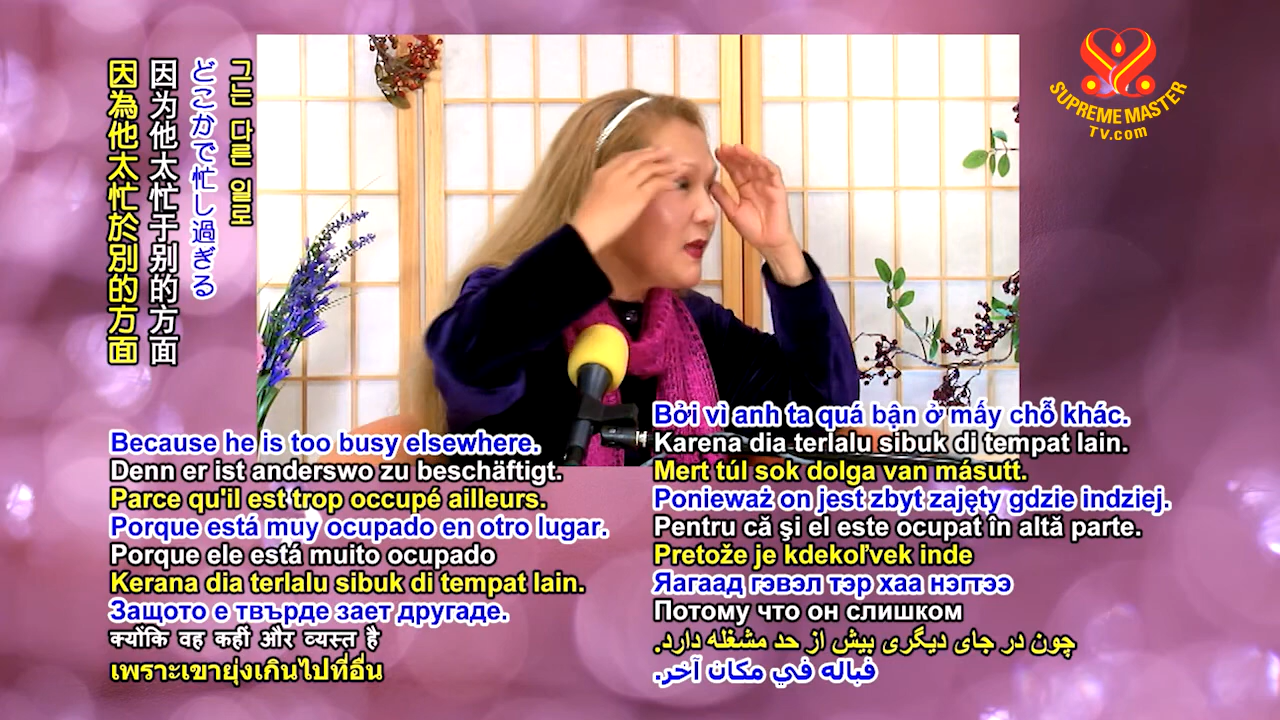 因為他太忙於別的方面
因为他太忙于别的方面
どこかで忙し過ぎる
그는 다른 일로
SUPREME MASTER
TV.com
Because he is too busy elsewhere.
Denn er ist anderswo zu beschäftigt.
Parce qu'il est trop occupé ailleurs.
Porque está muy ocupado en otro lugar.
Porque ele está muito ocupado
Kerana dia terlalu sibuk di tempat lain.
Защото е твърде зает другаде.
क्योंकि वह कहीं और व्यस्त है
เพราะเขายุ่งเกินไปที่อื่น
Bởi vì anh ta quá bận ở mấy chỗ khác.
Karena dia terlalu sibuk di tempat lain.
Mert túl sok dolga van másutt.
Ponieważ on jest zbyt zajęty gdzie indziej.
Pentru că şi el este ocupat în altă parte.
Pretože je kdekoľvek inde
Яагаад гэвэл тэр хаа нэгтээ
Потому что он слишком
چون در جای دیگری بیش از حد مشغله دارد.
فباله في مكان آخر.